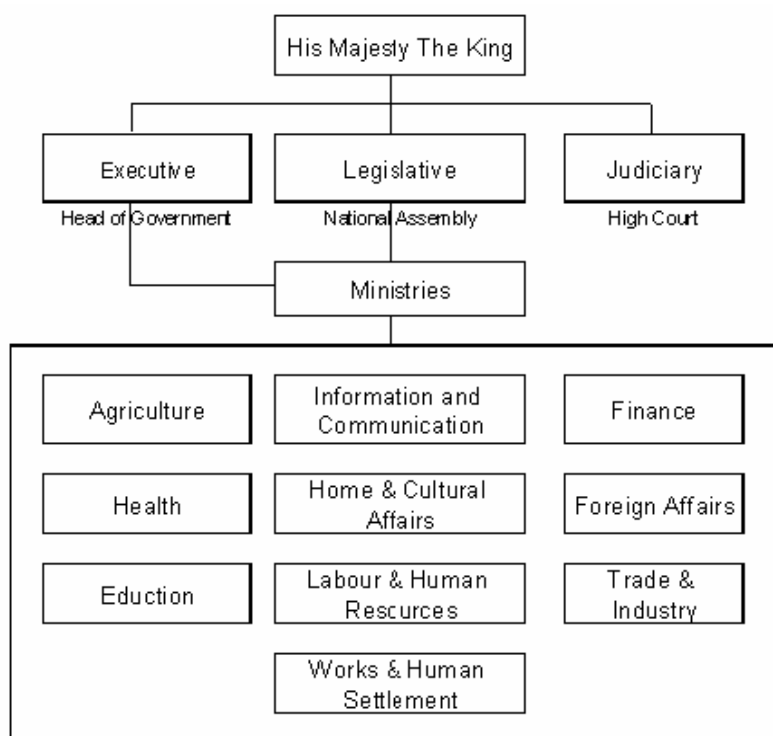 His Majesty The King
Executive
Legislative
Judiciary
Head of Government
National Assembly
High Court
Ministries
Agriculture
Information and
Communication
Finance
Health
Home & Cultural
Affairs
Foreign Affairs
Eduction
Labour & Human
Rescurces
Trade &
Industry
Works & Human
Settlement